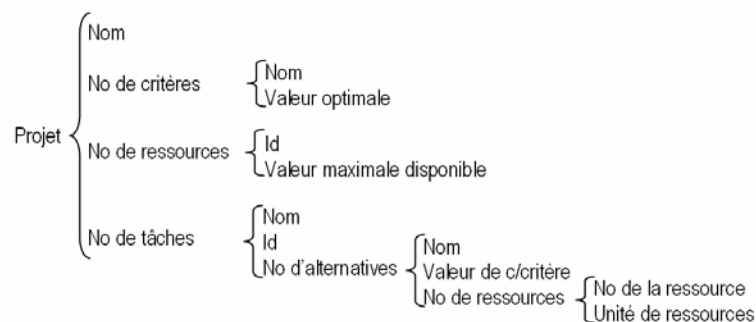 Nom
No de critères
Nom
Valeur optimale
Projet
No de ressources
Id
Valeur maximale disponible
No de tâches
Nom
Id
No d'alternatives
Nom
Valeur de c/critère
No de ressources
No de la ressource
Unité de ressources